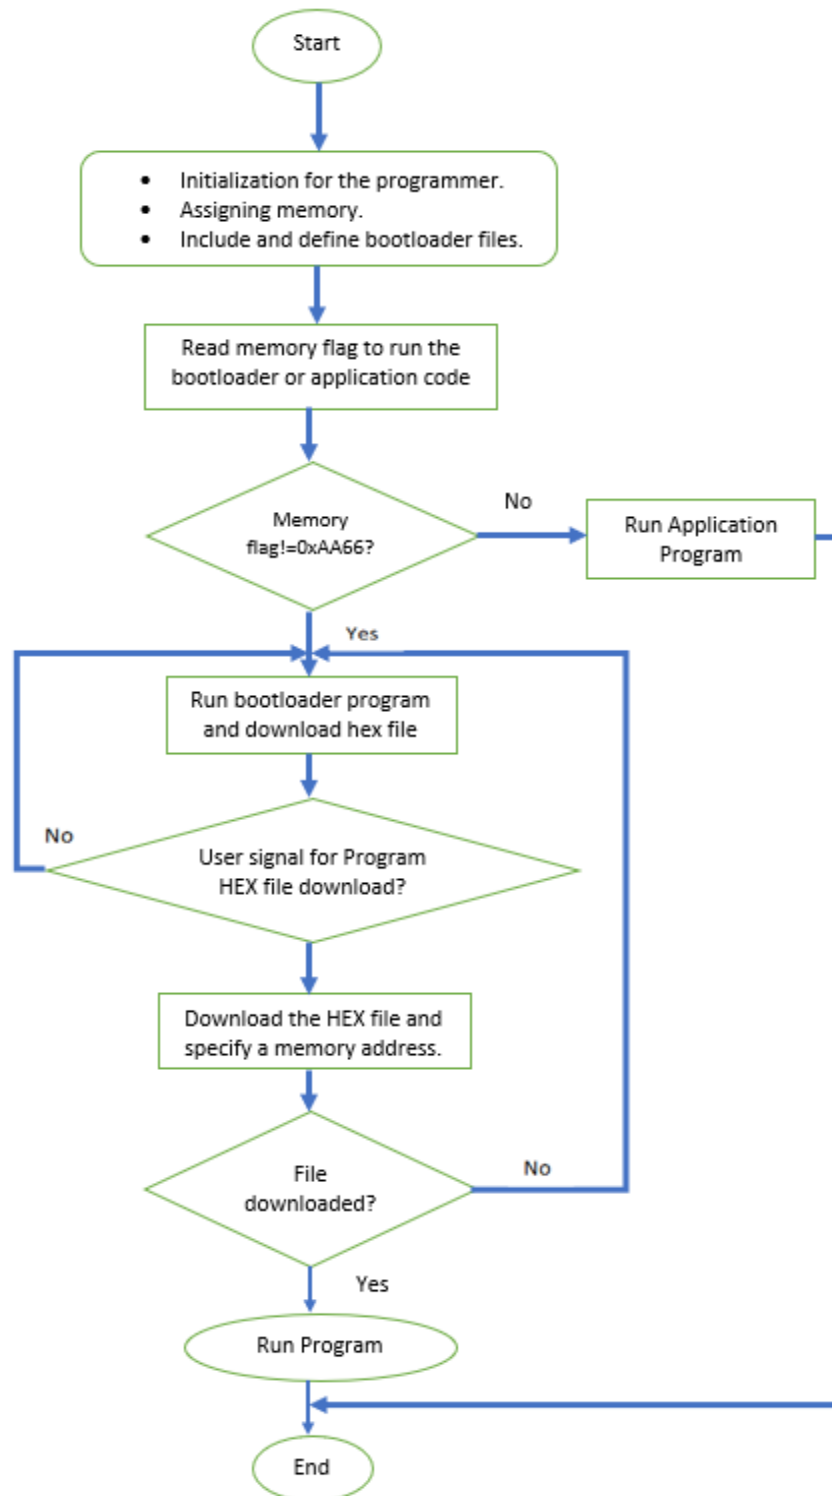 Start
• Initialization for the programmer.
• Assigning memory.
• Include and define bootloader files.
Read memory flag to run the
bootloader or application code
Memory
flag!=0xAA66?
No
Run Application
Program
Yes
Run bootloader program
and download hex file
No
User signal for Program
HEX file download?
Download the HEX file and
specify a memory address.
File
downloaded?
No
Yes
Run Program
End